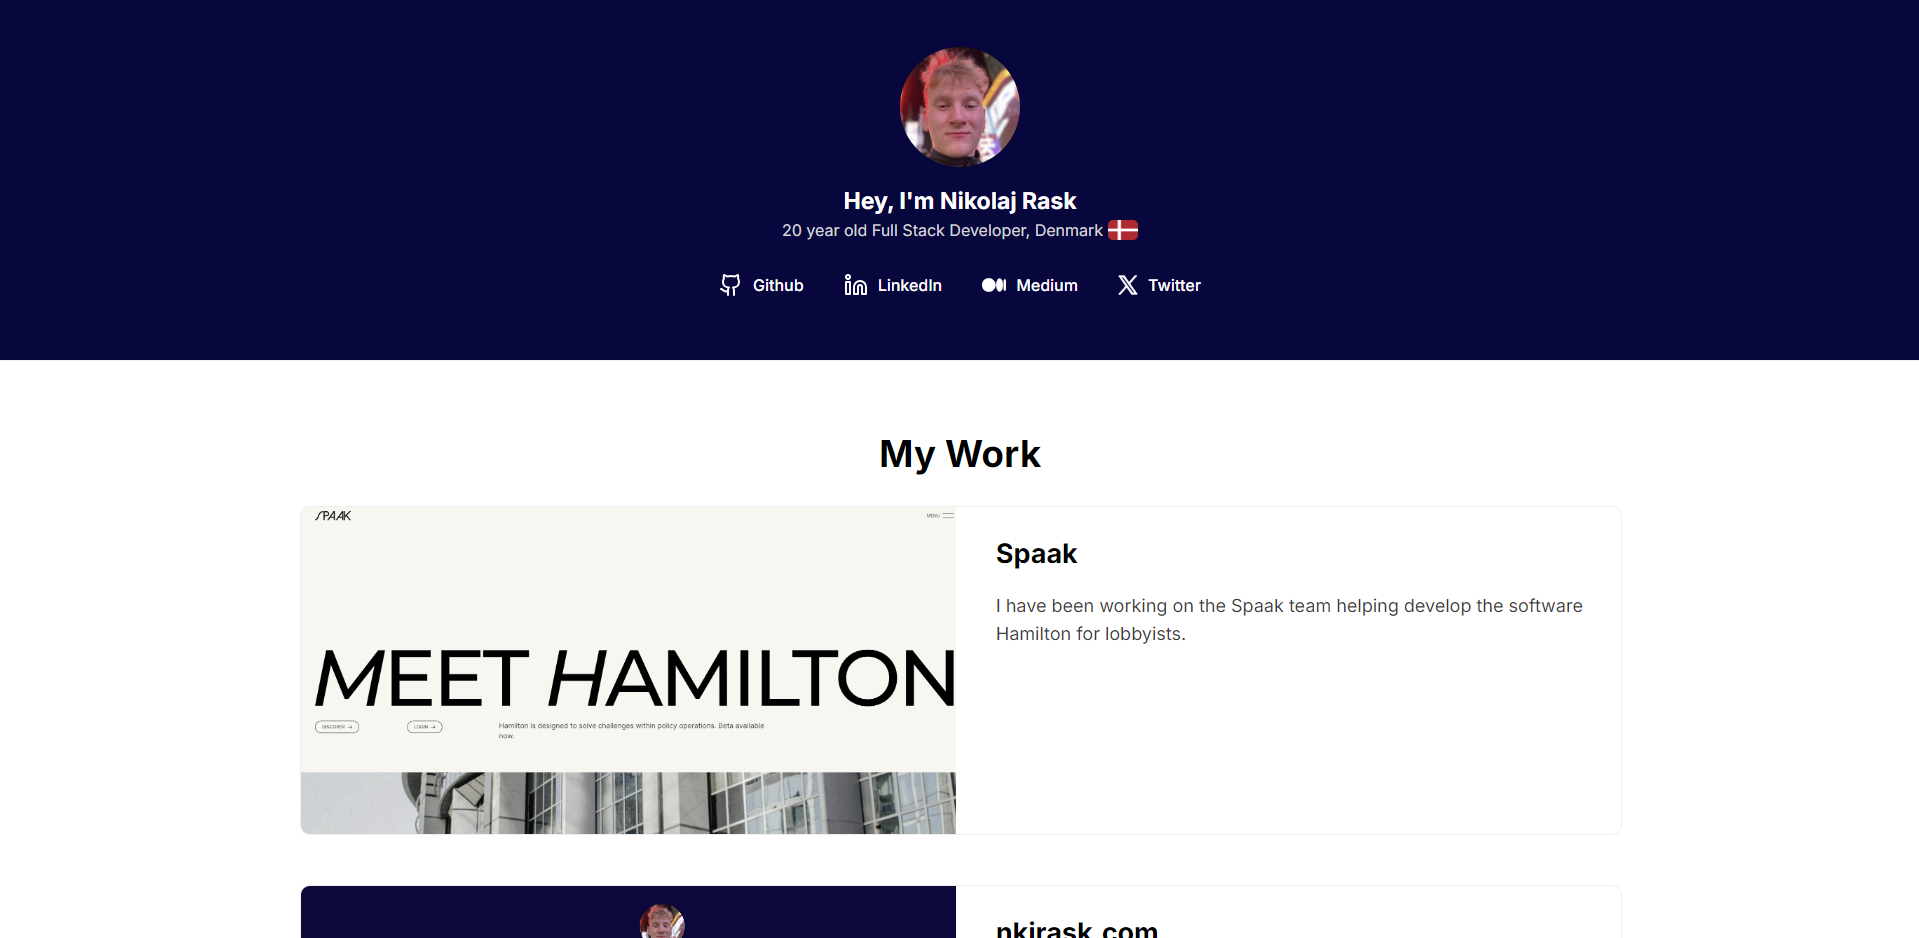 Hey, I'm Nikolaj Rask
20 year old Full Stack Developer, Denmark
Github
LinkedIn
Medium
Twitter
My Work
SPAAK
MENU
MEET HAMILTON
DISCOVER →
LOGIN →
Hamilton is designed to solve challenges within policy operations. Beta available
now.
Spaak
I have been working on the Spaak team helping develop the software
Hamilton for lobbyists.
nkirask.com